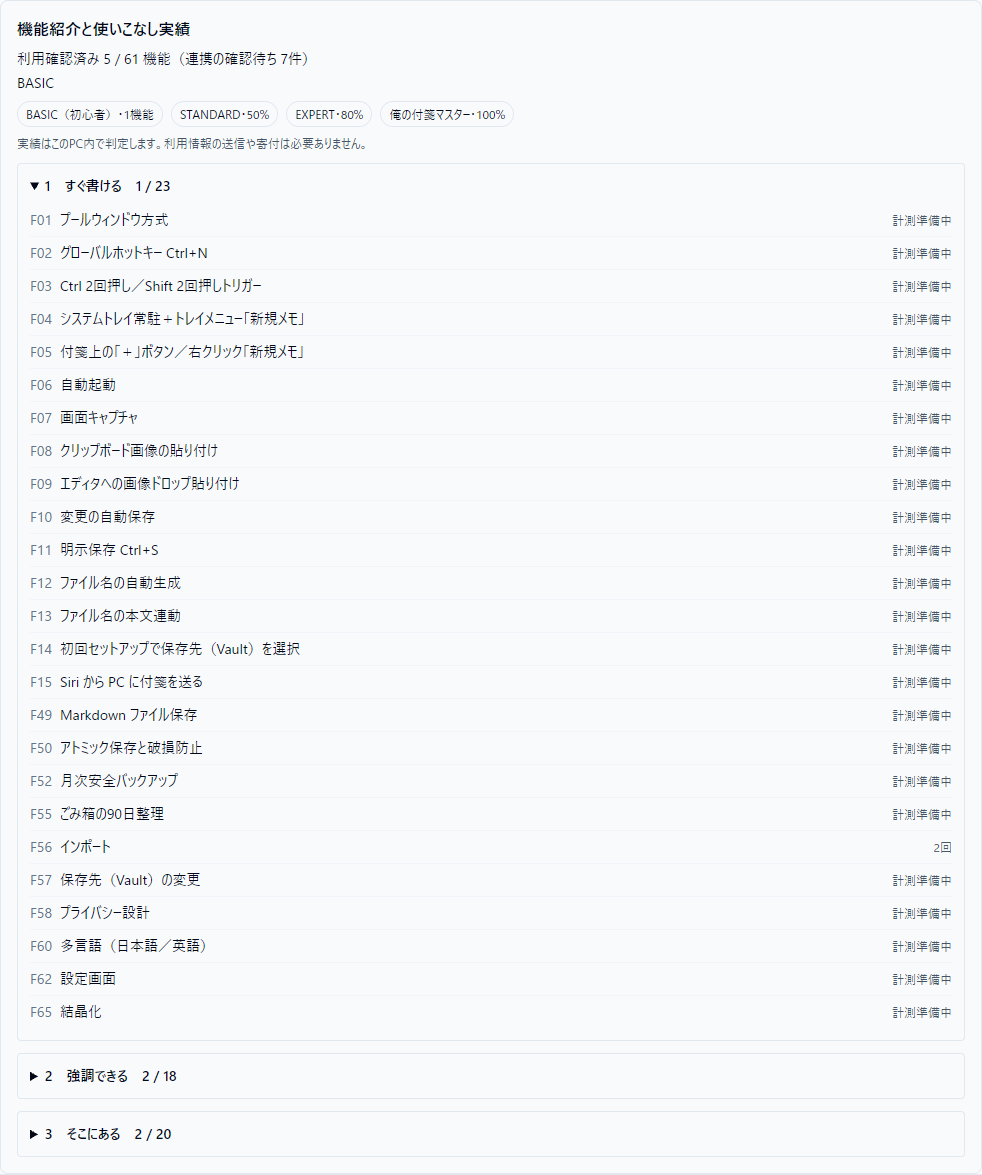 機能紹介と使いこなし実績
利用確認済み 5 / 61 機能（連携の確認待ち 7件）
BASIC
BASIC（初心者）・1機能 STANDARD・50% EXPERT・80% 俺の付箋マスター・100%
実績はこのPC内で判定します。利用情報の送信や寄付は必要ありません。
▼ 1 すぐ書ける 1 / 23
F01 プールウィンドウ方式 計測準備中
F02 グローバルホットキー Ctrl+N 計測準備中
F03 Ctrl 2回押し／Shift 2回押しトリガー 計測準備中
F04 システムトレイ常駐＋トレイメニュー「新規メモ」 計測準備中
F05 付箋上の「＋」ボタン／右クリック「新規メモ」 計測準備中
F06 自動起動 計測準備中
F07 画面キャプチャ 計測準備中
F08 クリップボード画像の貼り付け 計測準備中
F09 エディタへの画像ドロップ貼り付け 計測準備中
F10 変更の自動保存 計測準備中
F11 明示保存 Ctrl+S 計測準備中
F12 ファイル名の自動生成 計測準備中
F13 ファイル名の本文連動 計測準備中
F14 初回セットアップで保存先（Vault）を選択 計測準備中
F15 Siri から PC に付箋を送る 計測準備中
F49 Markdown ファイル保存 計測準備中
F50 アトミック保存と破損防止 計測準備中
F52 月次安全バックアップ 計測準備中
F55 ごみ箱の90日整理 計測準備中
F56 インポート 2回
F57 保存先（Vault）の変更 計測準備中
F58 プライバシー設計 計測準備中
F60 多言語（日本語／英語） 計測準備中
F62 設定画面 計測準備中
F65 結晶化 計測準備中
▶ 2 強調できる 2 / 18
▶ 3 そこにある 2 / 20